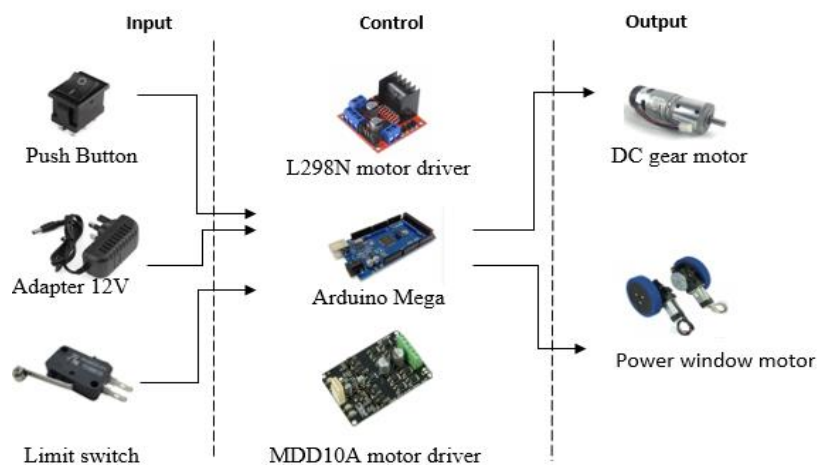 Input
Control
Output
Push Button
L298N motor driver
DC gear motor
Adapter 12V
Arduino Mega
Power window motor
Limit switch
MDD10A motor driver